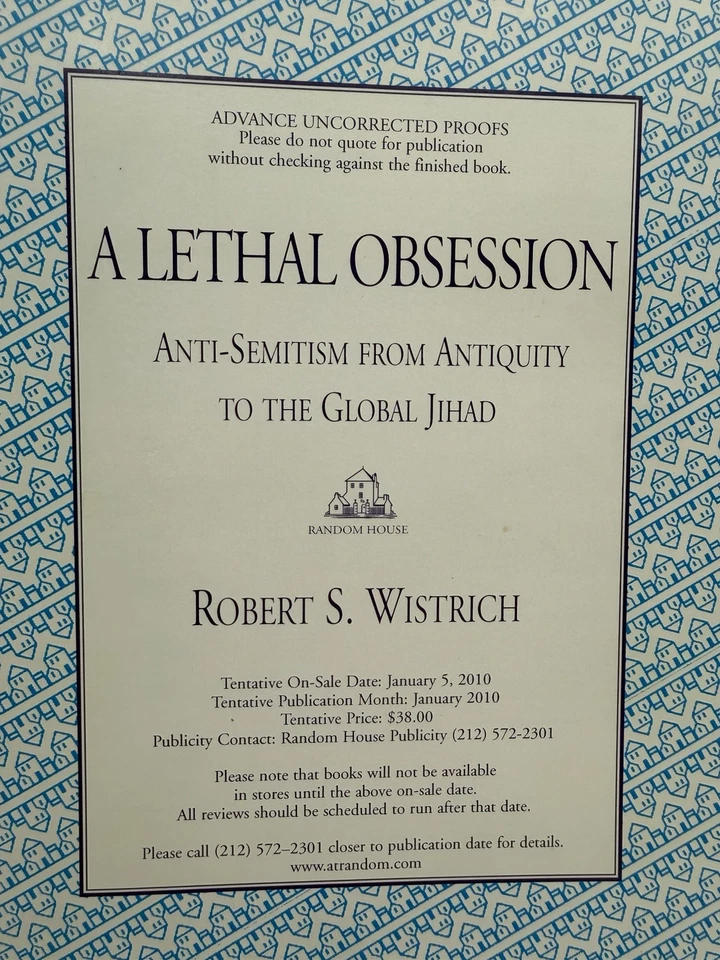 ADVANCE UNCORRECTED PROOFS
Please do not quote for publication
without checking against the finished book.
A LETHAL OBSESSION
ANTI-SEMITISM FROM ANTIQUITY
TO THE GLOBAL JIHAD
RANDOM HOUSE
ROBERT S. WISTRICH
Tentative On-Sale Date: January 5, 2010
Tentative Publication Month: January 2010
Tentative Price: $38.00
Publicity Contact: Random House Publicity (212) 572-2301
Please note that books will not be available
in stores until the above on-sale date.
All reviews should be scheduled to run after that date.
Please call (212) 572–2301 closer to publication date for details.
www.atrandom.com